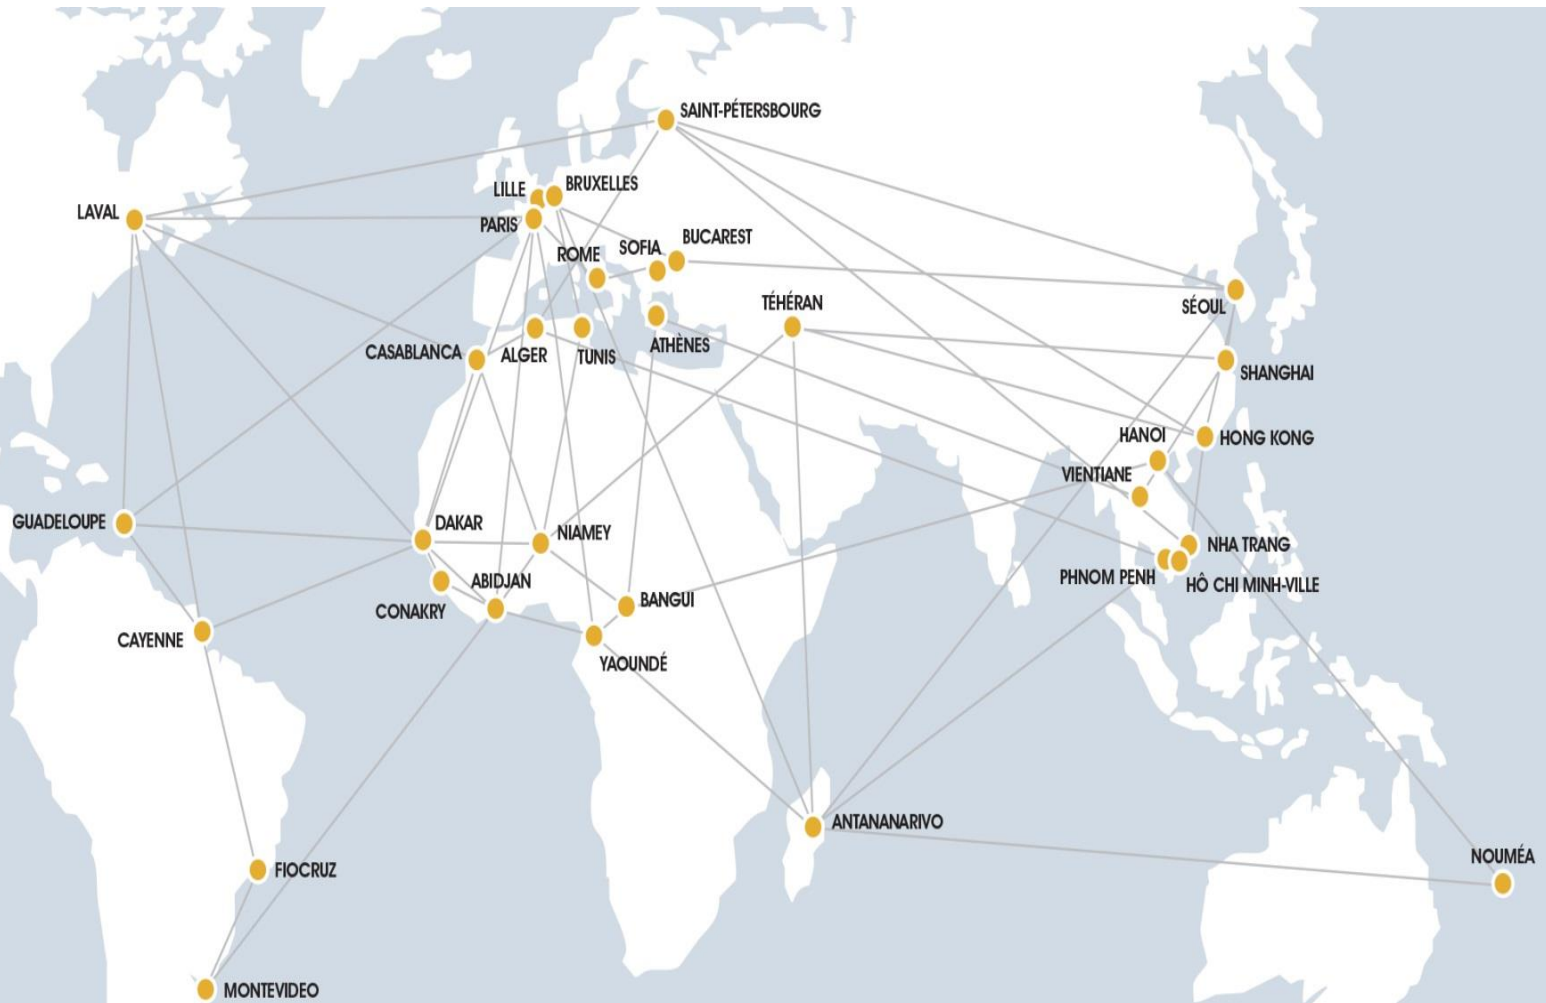 SAINT-PÉTERSBOURG
LILLE
BRUXELLES
LAVAL
PARIS
ROME
SOFIA
BUCAREST
TÉHÉRAN
SÉOUL
CASABLANCA
ALGER
TUNIS
ATHÈNES
SHANGHAI
HANOI
HONG KONG
VIENTIANE
GUADELOUPE
DAKAR
NIAMEY
NHA TRANG
PHNOM PENH
HÔ CHI MINH-VILLE
ABIDJAN
CONAKRY
BANGUI
CAYENNE
YAOUNDÉ
ANTANANARIVO
NOUMÉA
FIOCRUZ
MONTEVIDEO